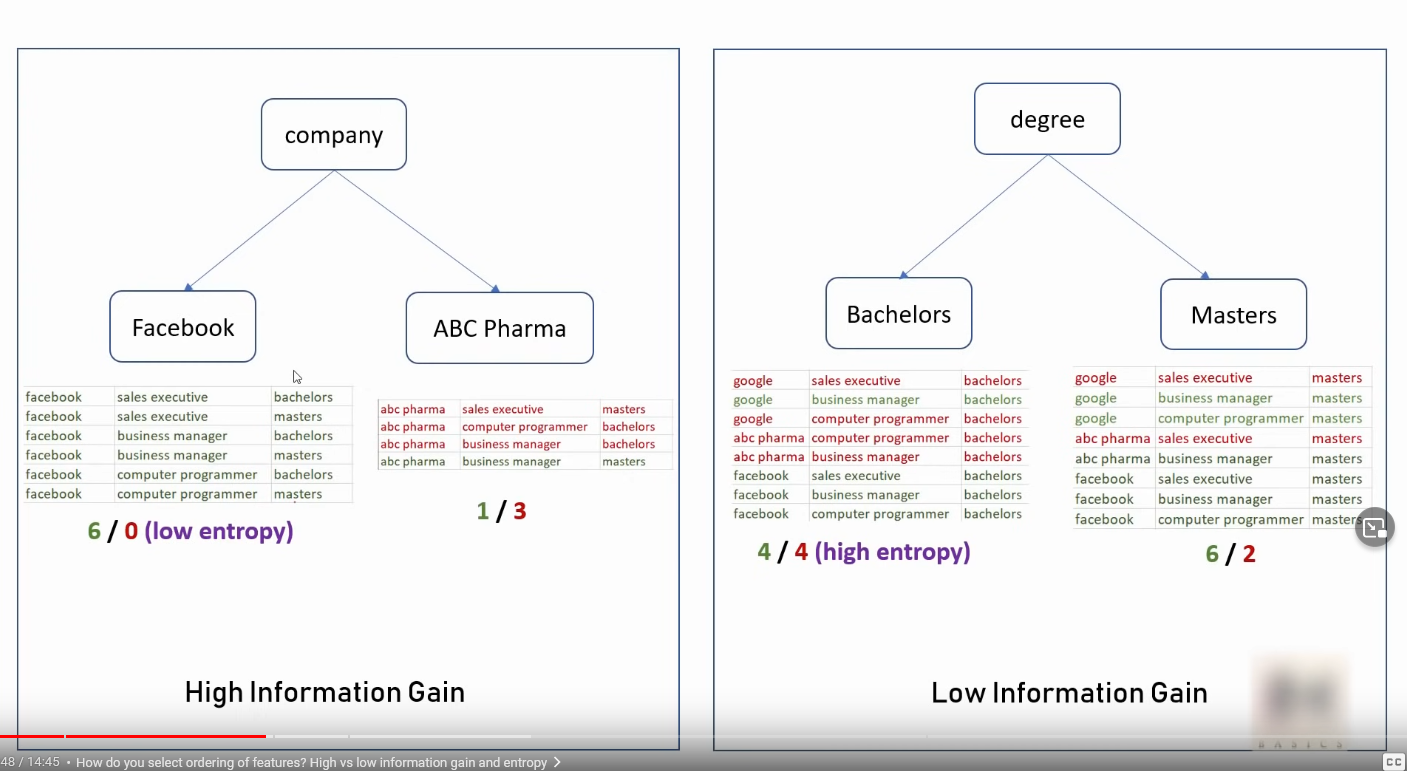 company
Facebook
ABC Pharma
facebook sales executive bachelors
facebook sales executive masters
facebook business manager bachelors
facebook business manager masters
facebook computer programmer bachelors
facebook computer programmer masters
6 / 0 (low entropy)
abc pharma sales executive masters
abc pharma computer programmer bachelors
abc pharma business manager bachelors
abc pharma business manager masters
1 / 3
High Information Gain
degree
Bachelors
Masters
google sales executive bachelors
google business manager bachelors
google computer programmer bachelors
abc pharma computer programmer bachelors
abc pharma business manager bachelors
facebook sales executive bachelors
facebook business manager bachelors
facebook computer programmer bachelors
4 / 4 (high entropy)
google sales executive masters
google business manager masters
google computer programmer masters
abc pharma sales executive masters
abc pharma business manager masters
facebook sales executive masters
facebook business manager masters
facebook computer programmer masters
6 / 2
Low Information Gain
BASICS
48 / 14:45 • How do you select ordering of features? High vs low information gain and entropy
CC